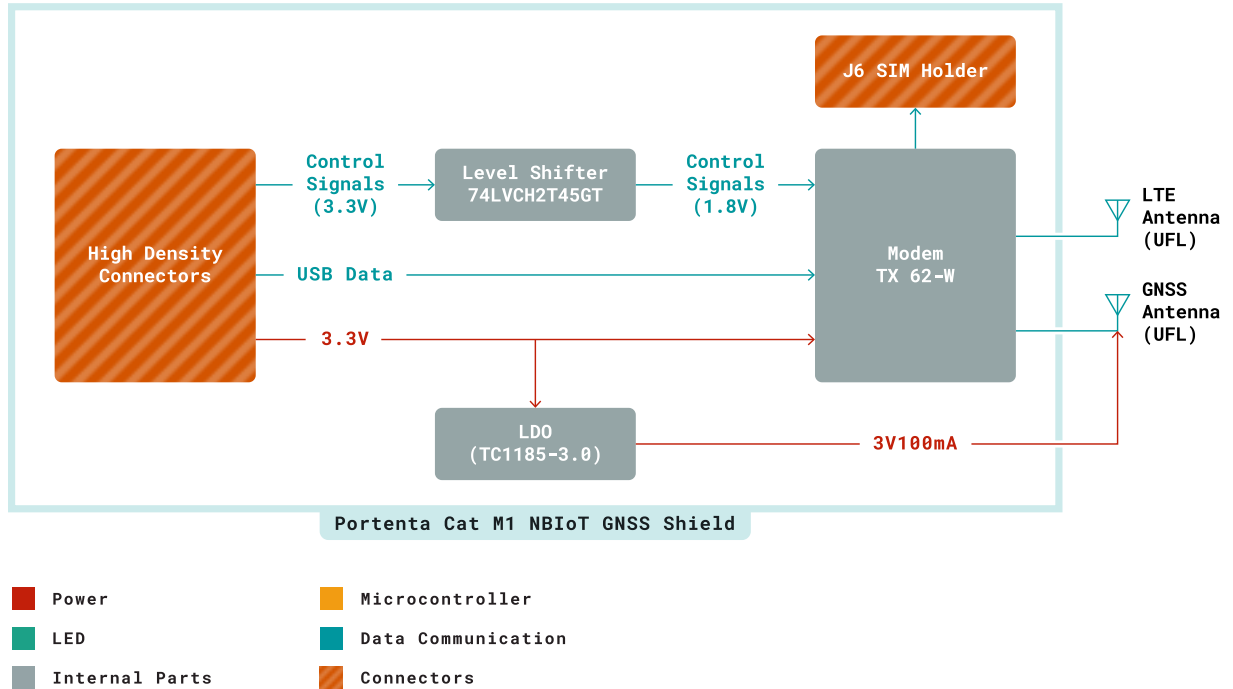 J6 SIM Holder
Control
Signals
(3.3V)
Level Shifter
74LVCH2T45GT
Control
Signals
(1.8V)
LTE
Antenna
(UFL)
High Density
Connectors
USB Data
Modem
TX 62-W
GNSS
Antenna
(UFL)
3.3V
LDO
(TC1185-3.0)
3V100mA
Portenta Cat M1 NBIoT GNSS Shield
Power
Microcontroller
LED
Data Communication
Internal Parts
Connectors